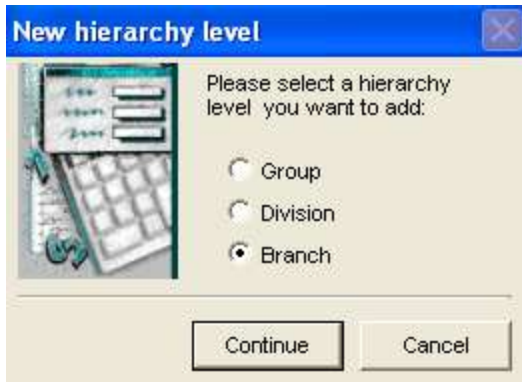 New hierarchy level
Please select a hierarchy
level you want to add:
Group
Division
Branch
Continue
Cancel